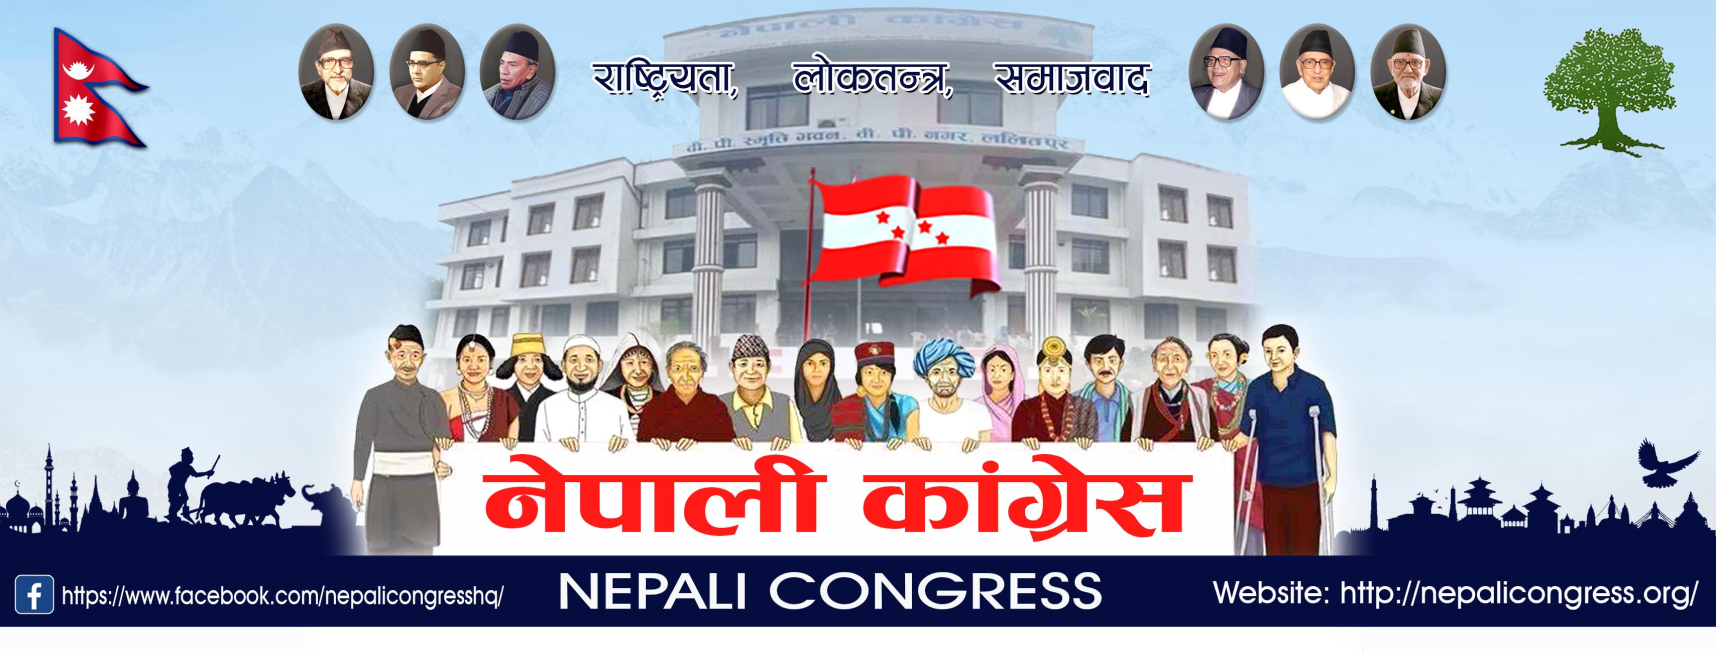 नेपाली कांग्रेस
राष्ट्रियता, लोकतन्त्र, समाजवाद
वी. पी. स्मृति भवन, वी. पी. नगर, ललितपुर
नेपाली कांग्रेस
https://www.facebook.com/nepalicongresshq/ NEPALI CONGRESS Website: http://nepalicongress.org/